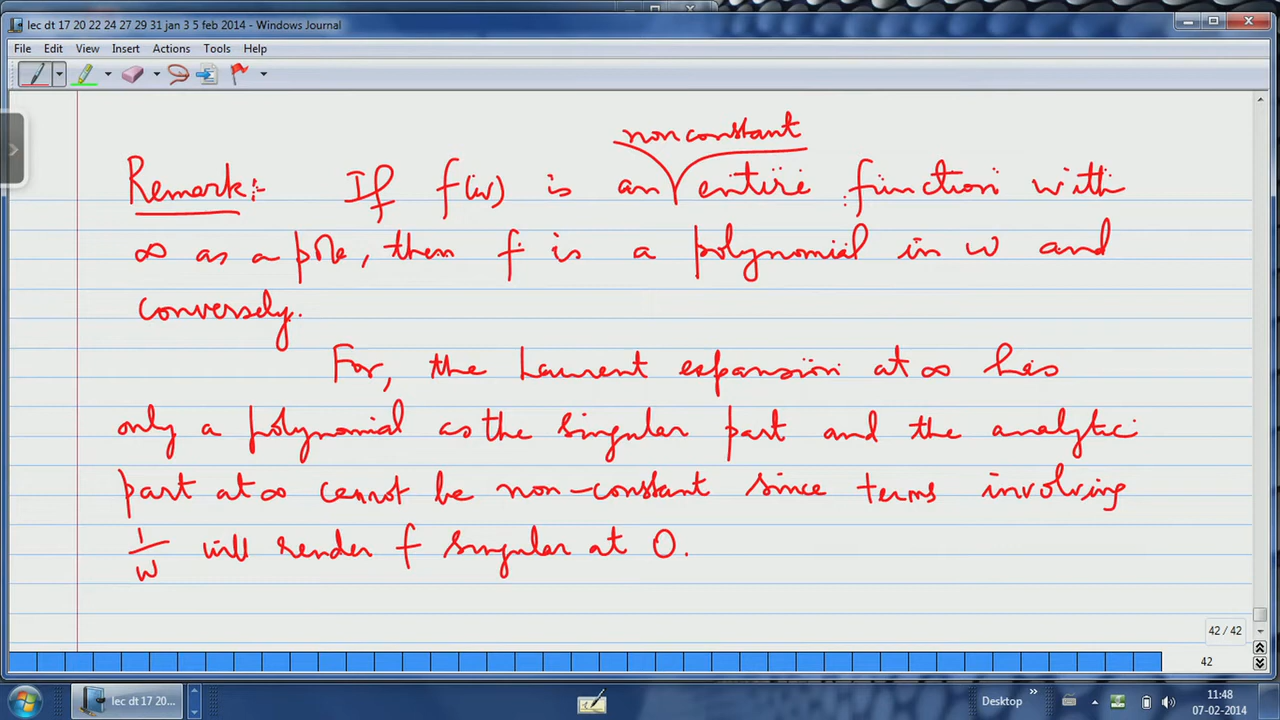 lec dt 17 20 22 24 27 29 31 jan 3 5 feb 2014 - Windows Journal
File Edit View Insert Actions Tools Help
nonconstant
Remark:- If f(w) is an entire function with
∞ as a pole, then f is a polynomial in w and
conversely.
For, the Laurent expansion at ∞ has
only a polynomial as the singular part and the analytic
part at ∞ cannot be non-constant since terms involving
1/w will render f singular at 0.
42 / 42
42
lec dt 17 20...
Desktop
11:48
07-02-2014